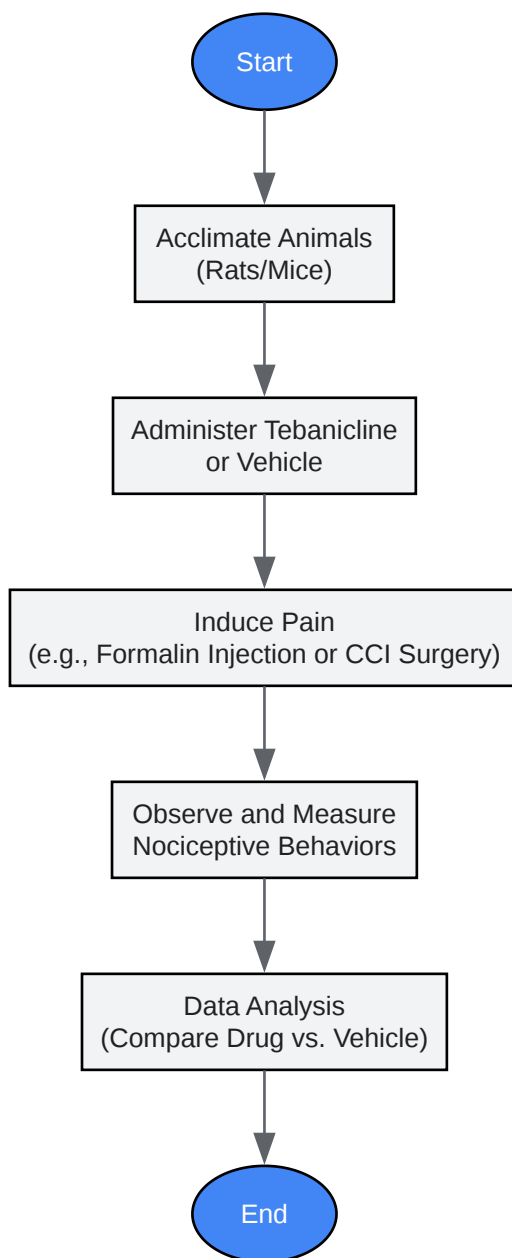 Start
Acclimate Animals
(Rats/Mice)
Administer Tebanicline
or Vehicle
Induce Pain
(e.g., Formalin Injection or CCI Surgery)
Observe and Measure
Nociceptive Behaviors
Data Analysis
(Compare Drug vs. Vehicle)
End